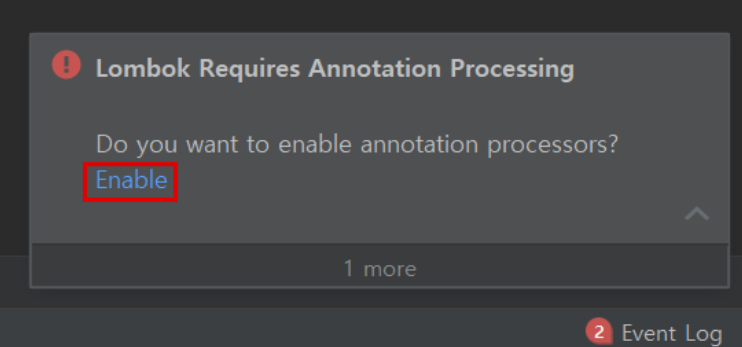 Lombok Requires Annotation Processing
Do you want to enable annotation processors?
Enable
1 more
2 Event Log